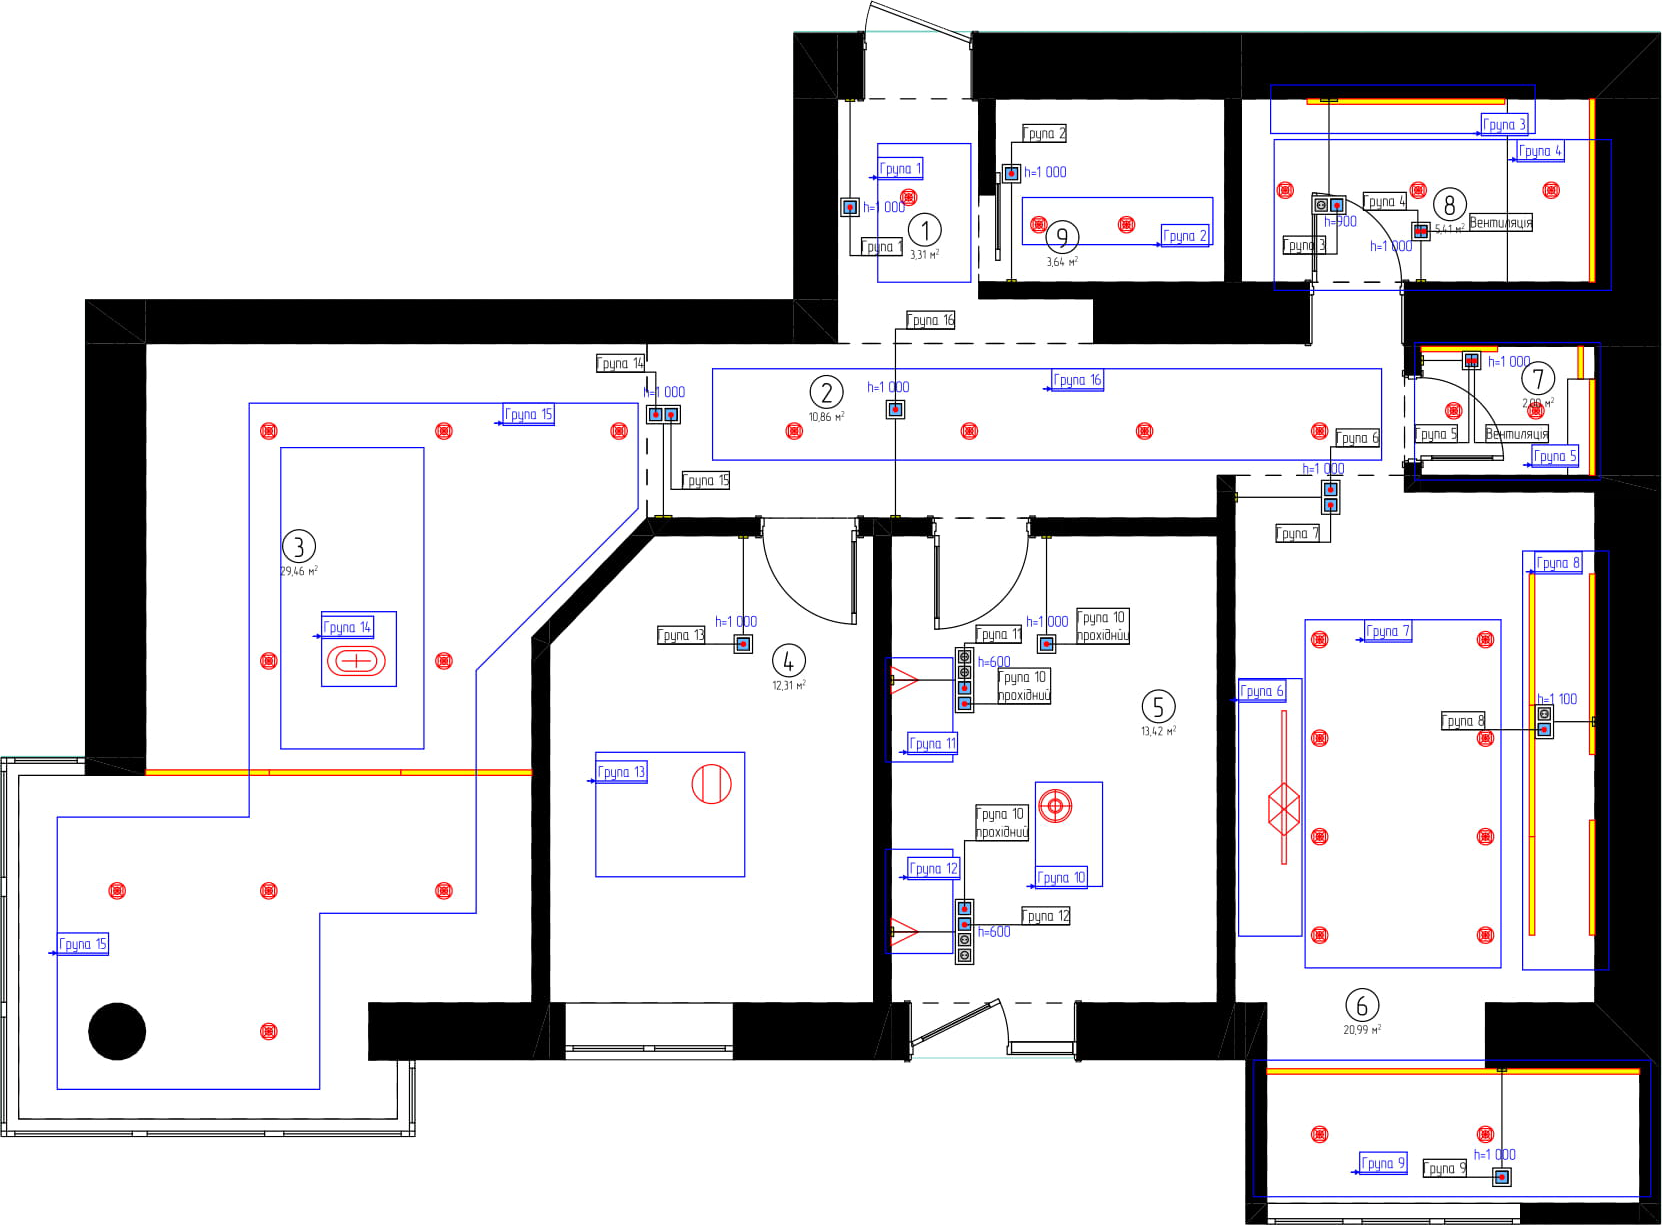 Група 1
h=1 000
1
3,31 м²
Група 1
Група 2
h=1 000
9
3,64 м²
Група 2
Група 3
Група 4
Група 4
8
5,41 м²
Вентиляція
h=900
Група 3
h=1 000
Група 16
Група 14
h=1 000
Група 15
Група 15
2
10,86 м²
h=1 000
Група 16
h=1 000
7
2,00 м²
Група 5
Вентиляція
Група 5
Група 6
h=1 000
Група 7
3
29,46 м²
Група 14
Група 15
h=1 000
Група 13
4
12,31 м²
Група 13
Група 11
h=600
Група 10
прохідний
h=1 000
Група 10
прохідний
5
13,42 м²
Група 11
Група 10
прохідний
Група 12
Група 10
Група 12
h=600
Група 8
Група 7
Група 6
h=1 100
Група 8
6
20,99 м²
h=1 000
Група 9
Група 9